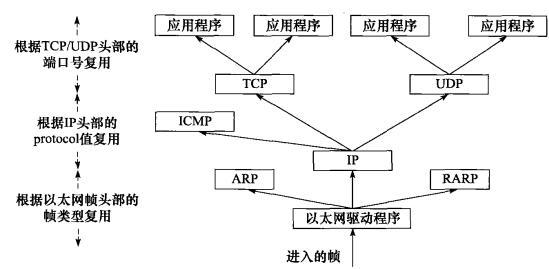 应用程序 应用程序 应用程序 应用程序
根据TCP/UDP头部的
端口号复用
TCP UDP
ICMP
根据IP头部的
protocol值复用
IP
ARP RARP
根据以太网帧头部的
帧类型复用
以太网驱动程序
进入的帧